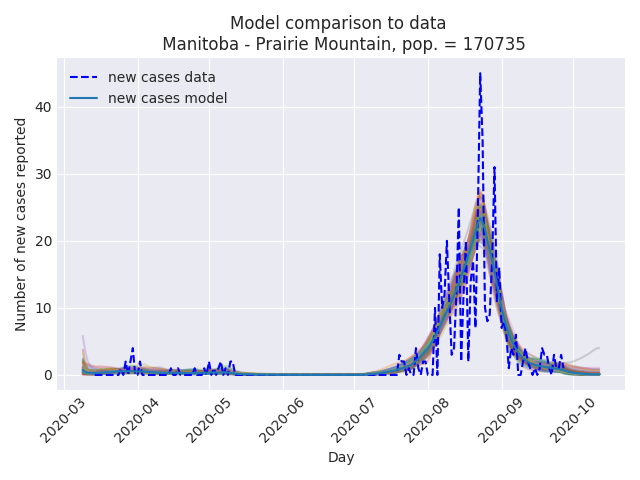 Model comparison to data
Manitoba - Prairie Mountain, pop. = 170735
new cases data
new cases model
Number of new cases reported
40
30
20
10
0
2020-03
2020-04
2020-05
2020-06
2020-07
2020-08
2020-09
2020-10
Day